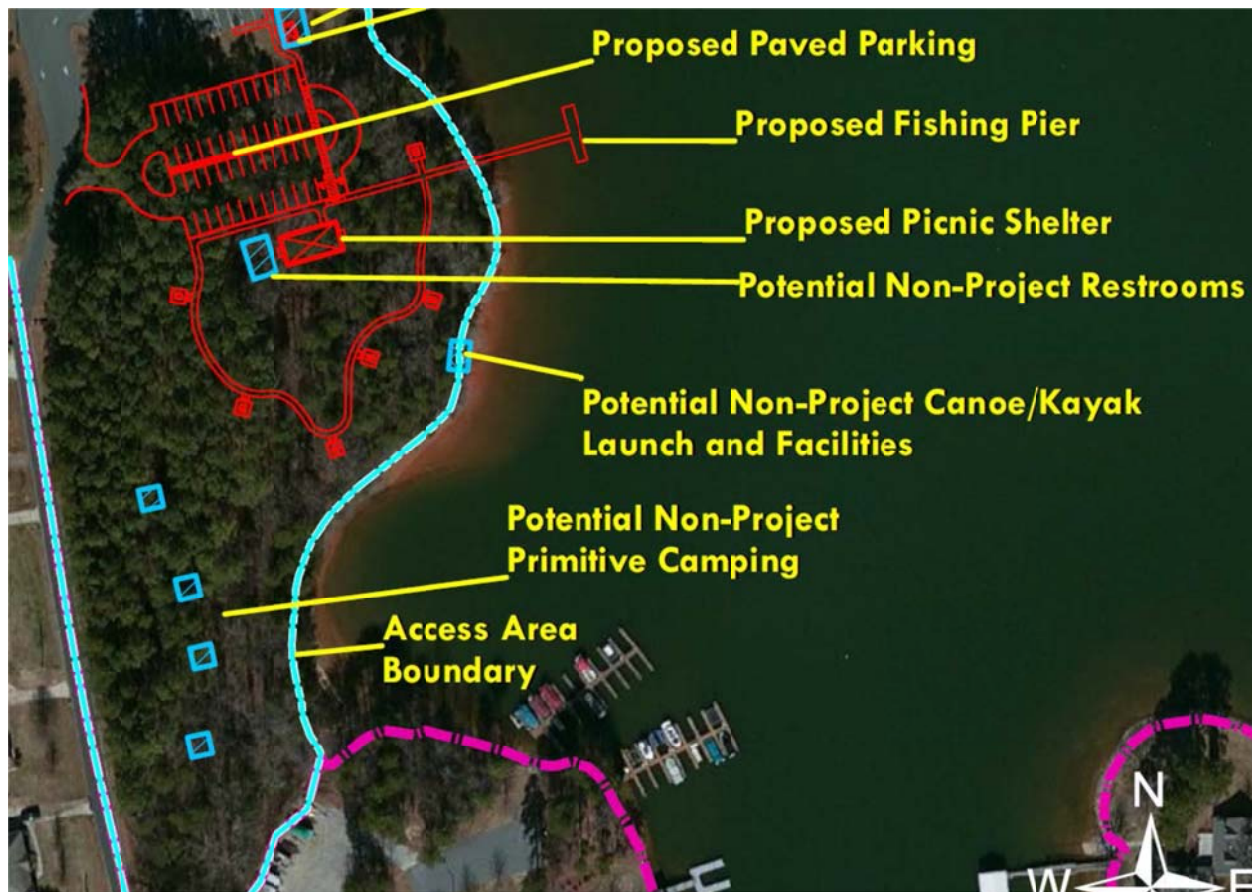 Proposed Paved Parking
Proposed Fishing Pier
Proposed Picnic Shelter
Potential Non-Project Restrooms
Potential Non-Project Canoe/Kayak
Launch and Facilities
Potential Non-Project
Primitive Camping
Access Area
Boundary
N
W
E